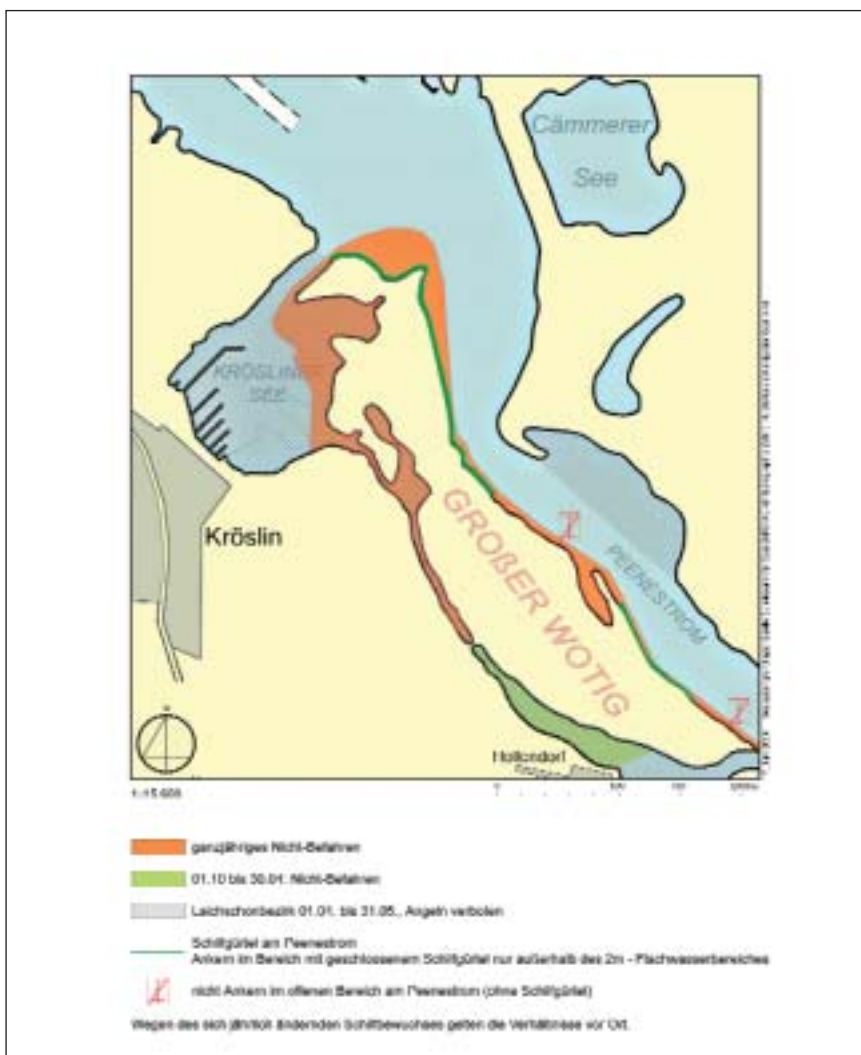 Cämmerer
See
KRÖSLINER
SEE
Kröslin
GROßER WOTIG
PEENESTROM
Hollendorf
N
0
ganzjähriges Nicht-Befahren
01.10 bis 30.04. Nicht-Befahren
Laichschonbezirk 01.01. bis 31.05., Angeln verboten
Schilfgürtel am Peenestrom
Ankern im Bereich mit geschlossenem Schilfgürtel nur außerhalb des 2m - Flachwasserbereiches
nicht Ankern im offenen Bereich am Peenestrom (ohne Schilfgürtel)
Wegen des sich jährlich ändernden Schilfbewuchses gelten die Verhältnisse vor Ort.